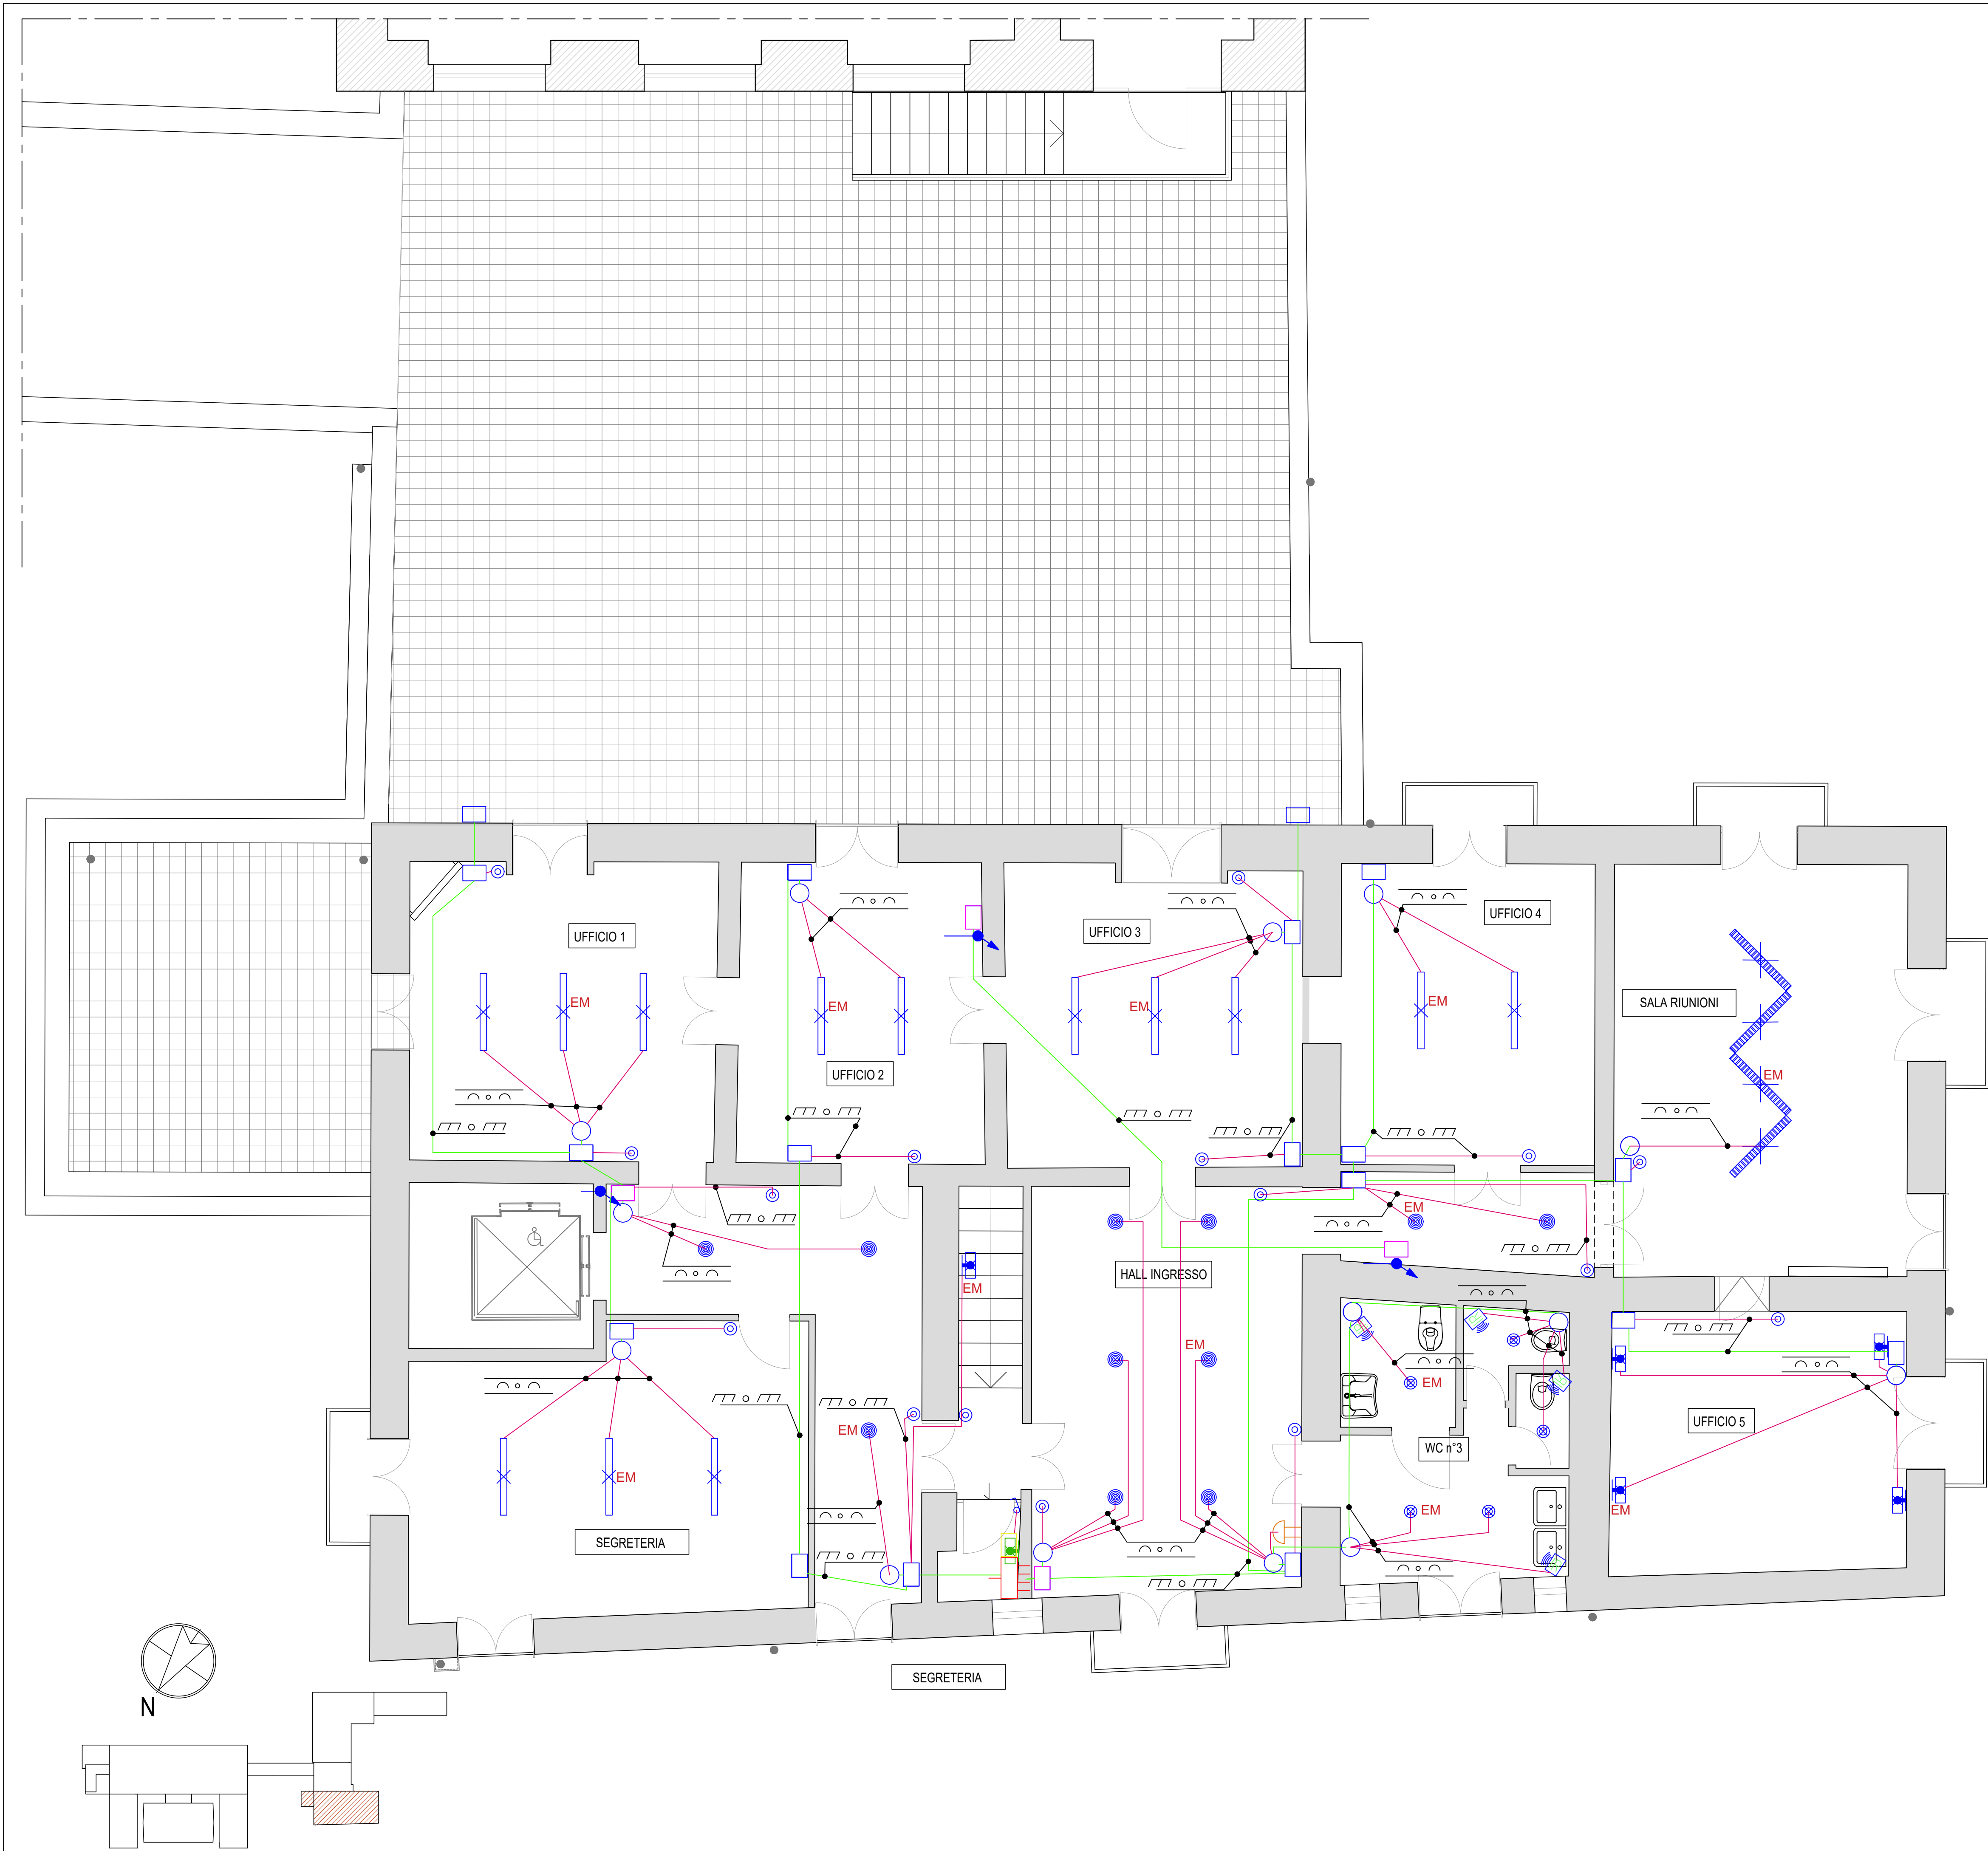 UFFICIO 1
UFFICIO 3
UFFICIO 4
EM
EM
EM
EM
SALA RIUNIONI
UFFICIO 2
EM
EM
HALL INGRESSO
EM
EM
EM
UFFICIO 5
EM
WC n°3
EM
EM
EM
SEGRETERIA
SEGRETERIA
N